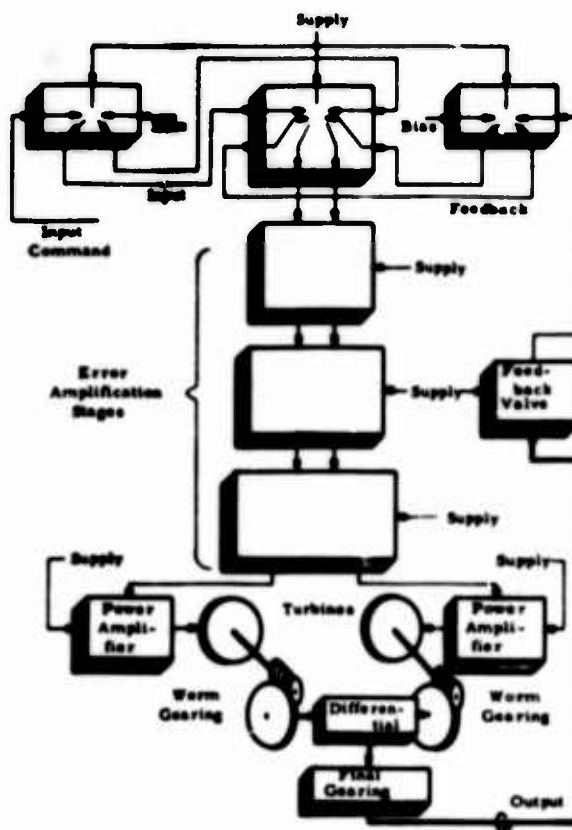 Supply
Bias
Input
Feedback
Input
Command
Supply
Error
Amplification
Stages
Supply
Feed-
back
Valve
Supply
Supply
Supply
Power
Ampli-
fier
Turbines
Power
Ampli-
fier
Worm
Gearing
Differen-
tial
Worm
Gearing
Final
Gearing
Output